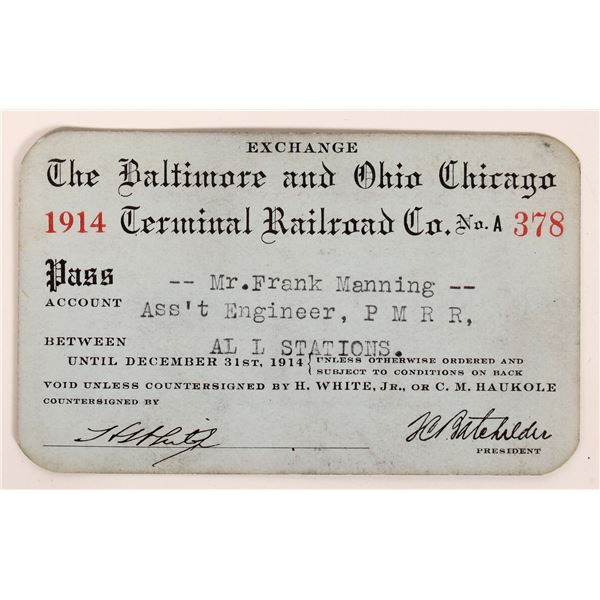 EXCHANGE
The Baltimore and Ohio Chicago
1914 Terminal Railroad Co. No. A 378
Pass -- Mr.Frank Manning --
ACCOUNT Ass't Engineer, P M R R,
BETWEEN AL L STATIONS.
UNTIL DECEMBER 31ST, 1914 { UNLESS OTHERWISE ORDERED AND
SUBJECT TO CONDITIONS ON BACK
VOID UNLESS COUNTERSIGNED BY H. WHITE, JR., OR C. M. HAUKOLE
COUNTERSIGNED BY
Batchelder
PRESIDENT